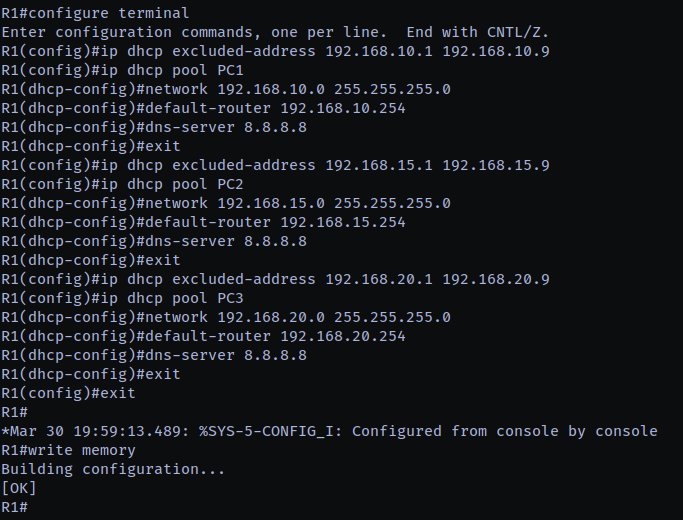 R1#configure terminal
Enter configuration commands, one per line.  End with CNTL/Z.
R1(config)#ip dhcp excluded-address 192.168.10.1 192.168.10.9
R1(config)#ip dhcp pool PC1
R1(dhcp-config)#network 192.168.10.0 255.255.255.0
R1(dhcp-config)#default-router 192.168.10.254
R1(dhcp-config)#dns-server 8.8.8.8
R1(dhcp-config)#exit
R1(config)#ip dhcp excluded-address 192.168.15.1 192.168.15.9
R1(config)#ip dhcp pool PC2
R1(dhcp-config)#network 192.168.15.0 255.255.255.0
R1(dhcp-config)#default-router 192.168.15.254
R1(dhcp-config)#dns-server 8.8.8.8
R1(dhcp-config)#exit
R1(config)#ip dhcp excluded-address 192.168.20.1 192.168.20.9
R1(config)#ip dhcp pool PC3
R1(dhcp-config)#network 192.168.20.0 255.255.255.0
R1(dhcp-config)#default-router 192.168.20.254
R1(dhcp-config)#dns-server 8.8.8.8
R1(dhcp-config)#exit
R1(config)#exit
R1#
*Mar 30 19:59:13.489: %SYS-5-CONFIG_I: Configured from console by console
R1#write memory
Building configuration...
[OK]
R1#